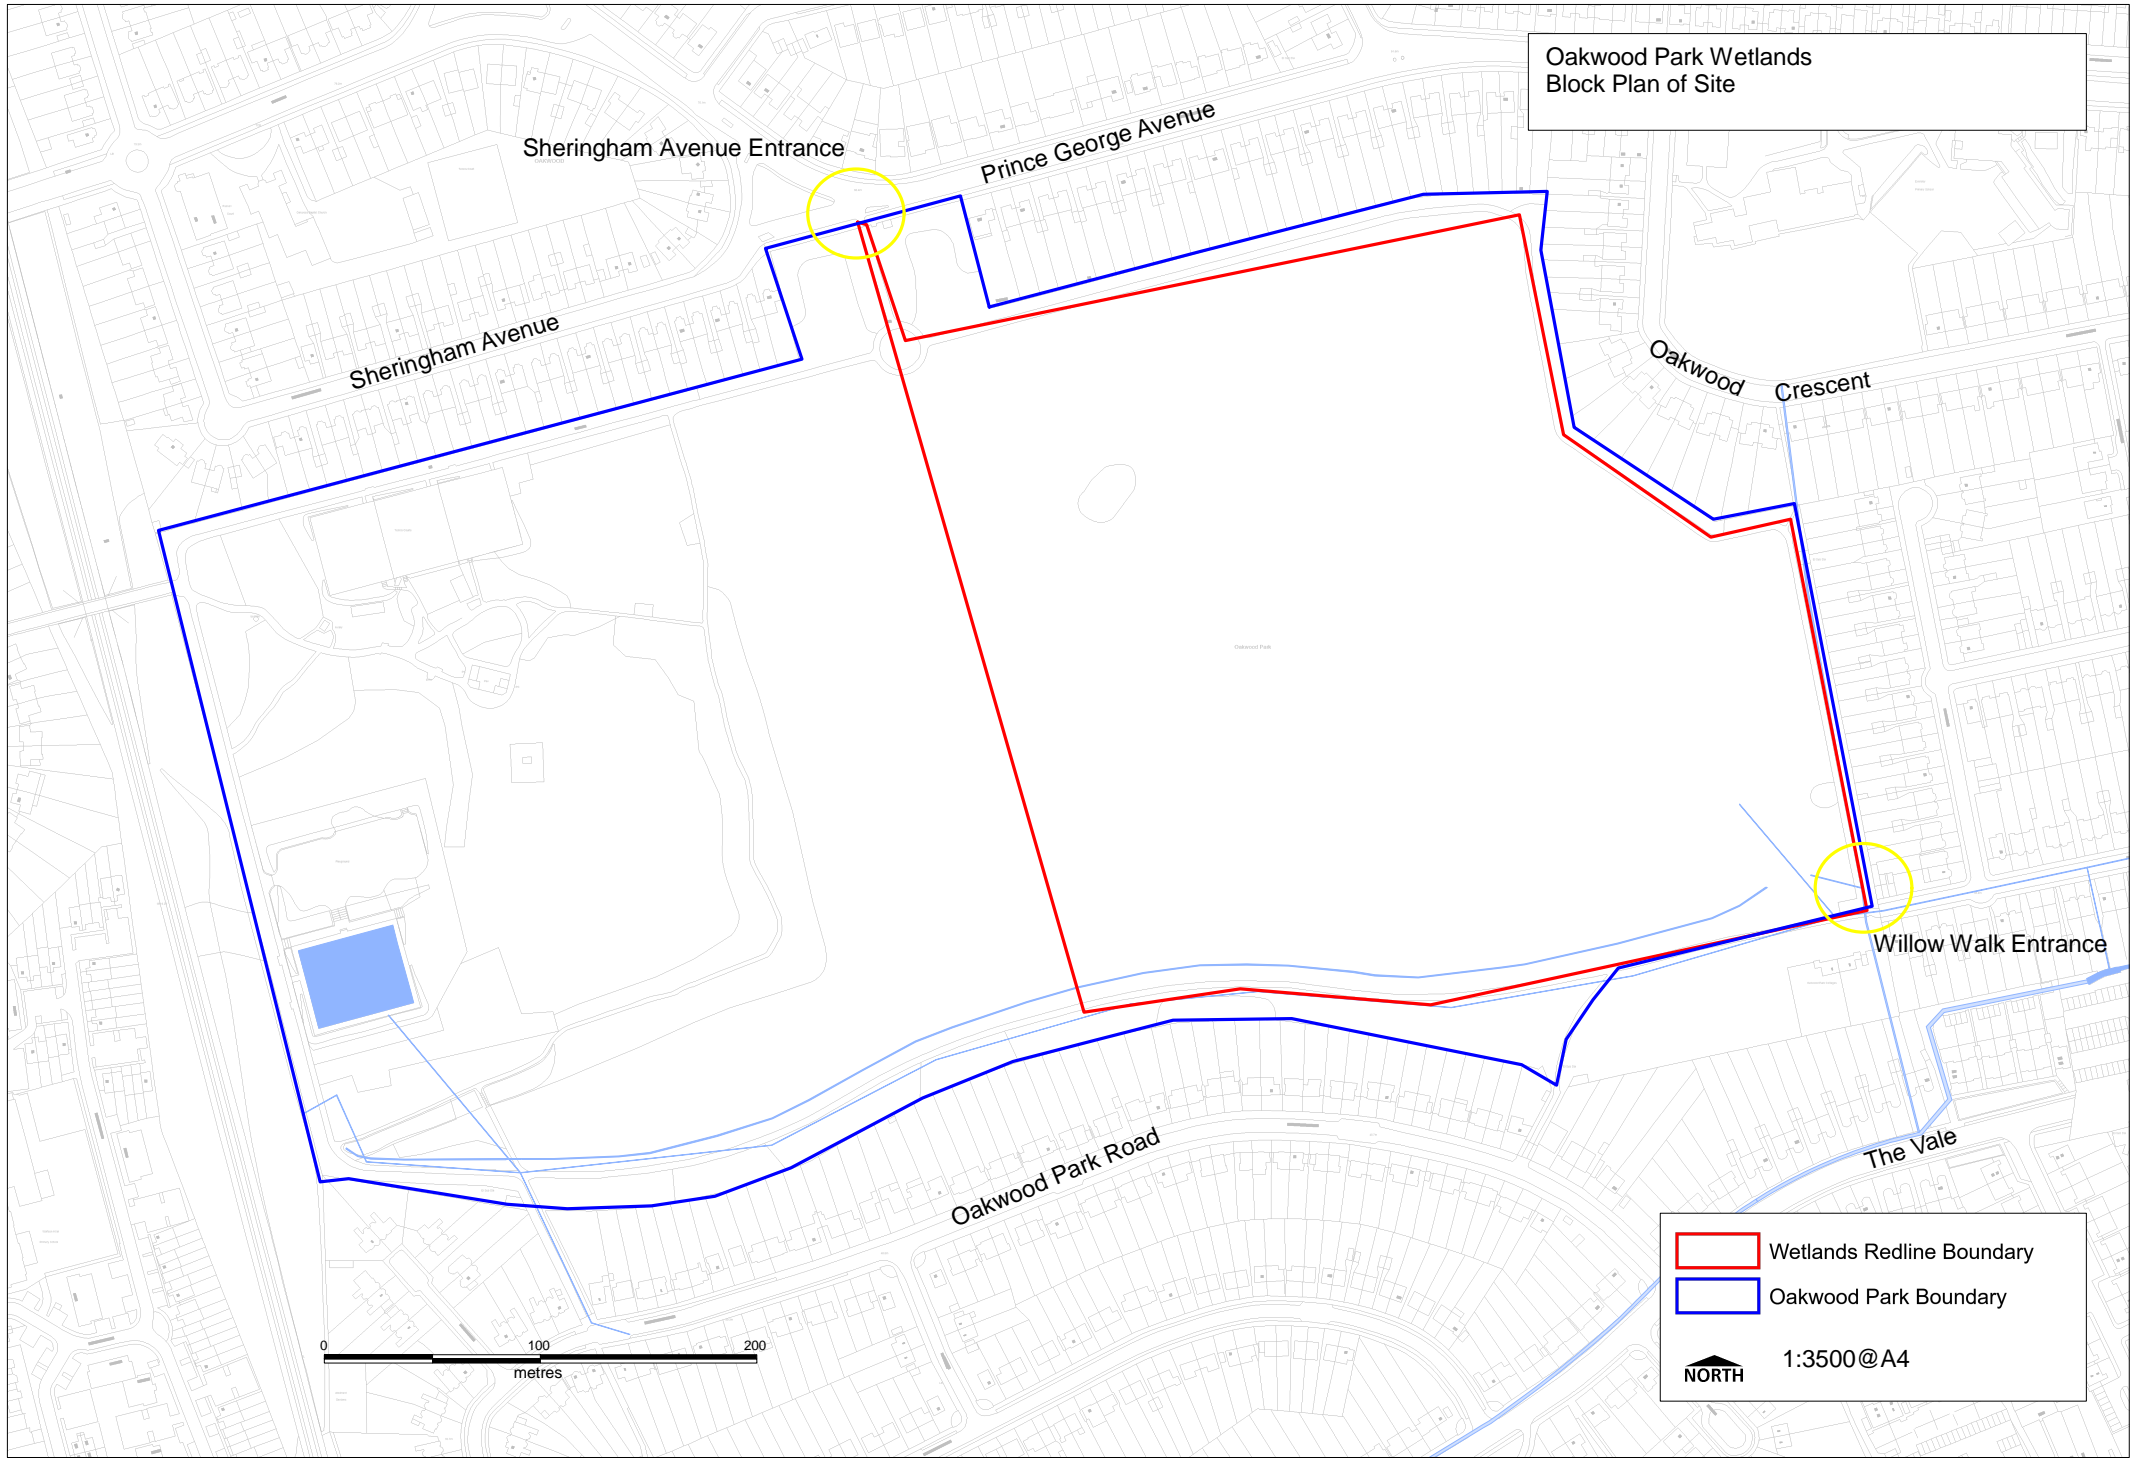 Oakwood Park Wetlands
Block Plan of Site
Sheringham Avenue Entrance
Prince George Avenue
Sheringham Avenue
Oakwood Crescent
Oakwood Park
Willow Walk Entrance
Oakwood Park Road
The Vale
Wetlands Redline Boundary
Oakwood Park Boundary
NORTH
1:3500@A4
0 100 200
metres